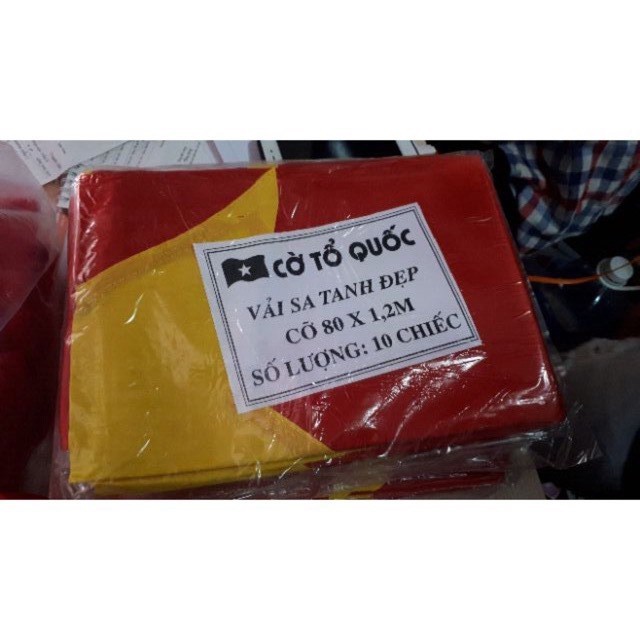 CỜ TỔ QUỐC
VẢI SA TANH ĐẸP
CỠ 80 X 1,2M
SỐ LƯỢNG: 10 CHIẾC